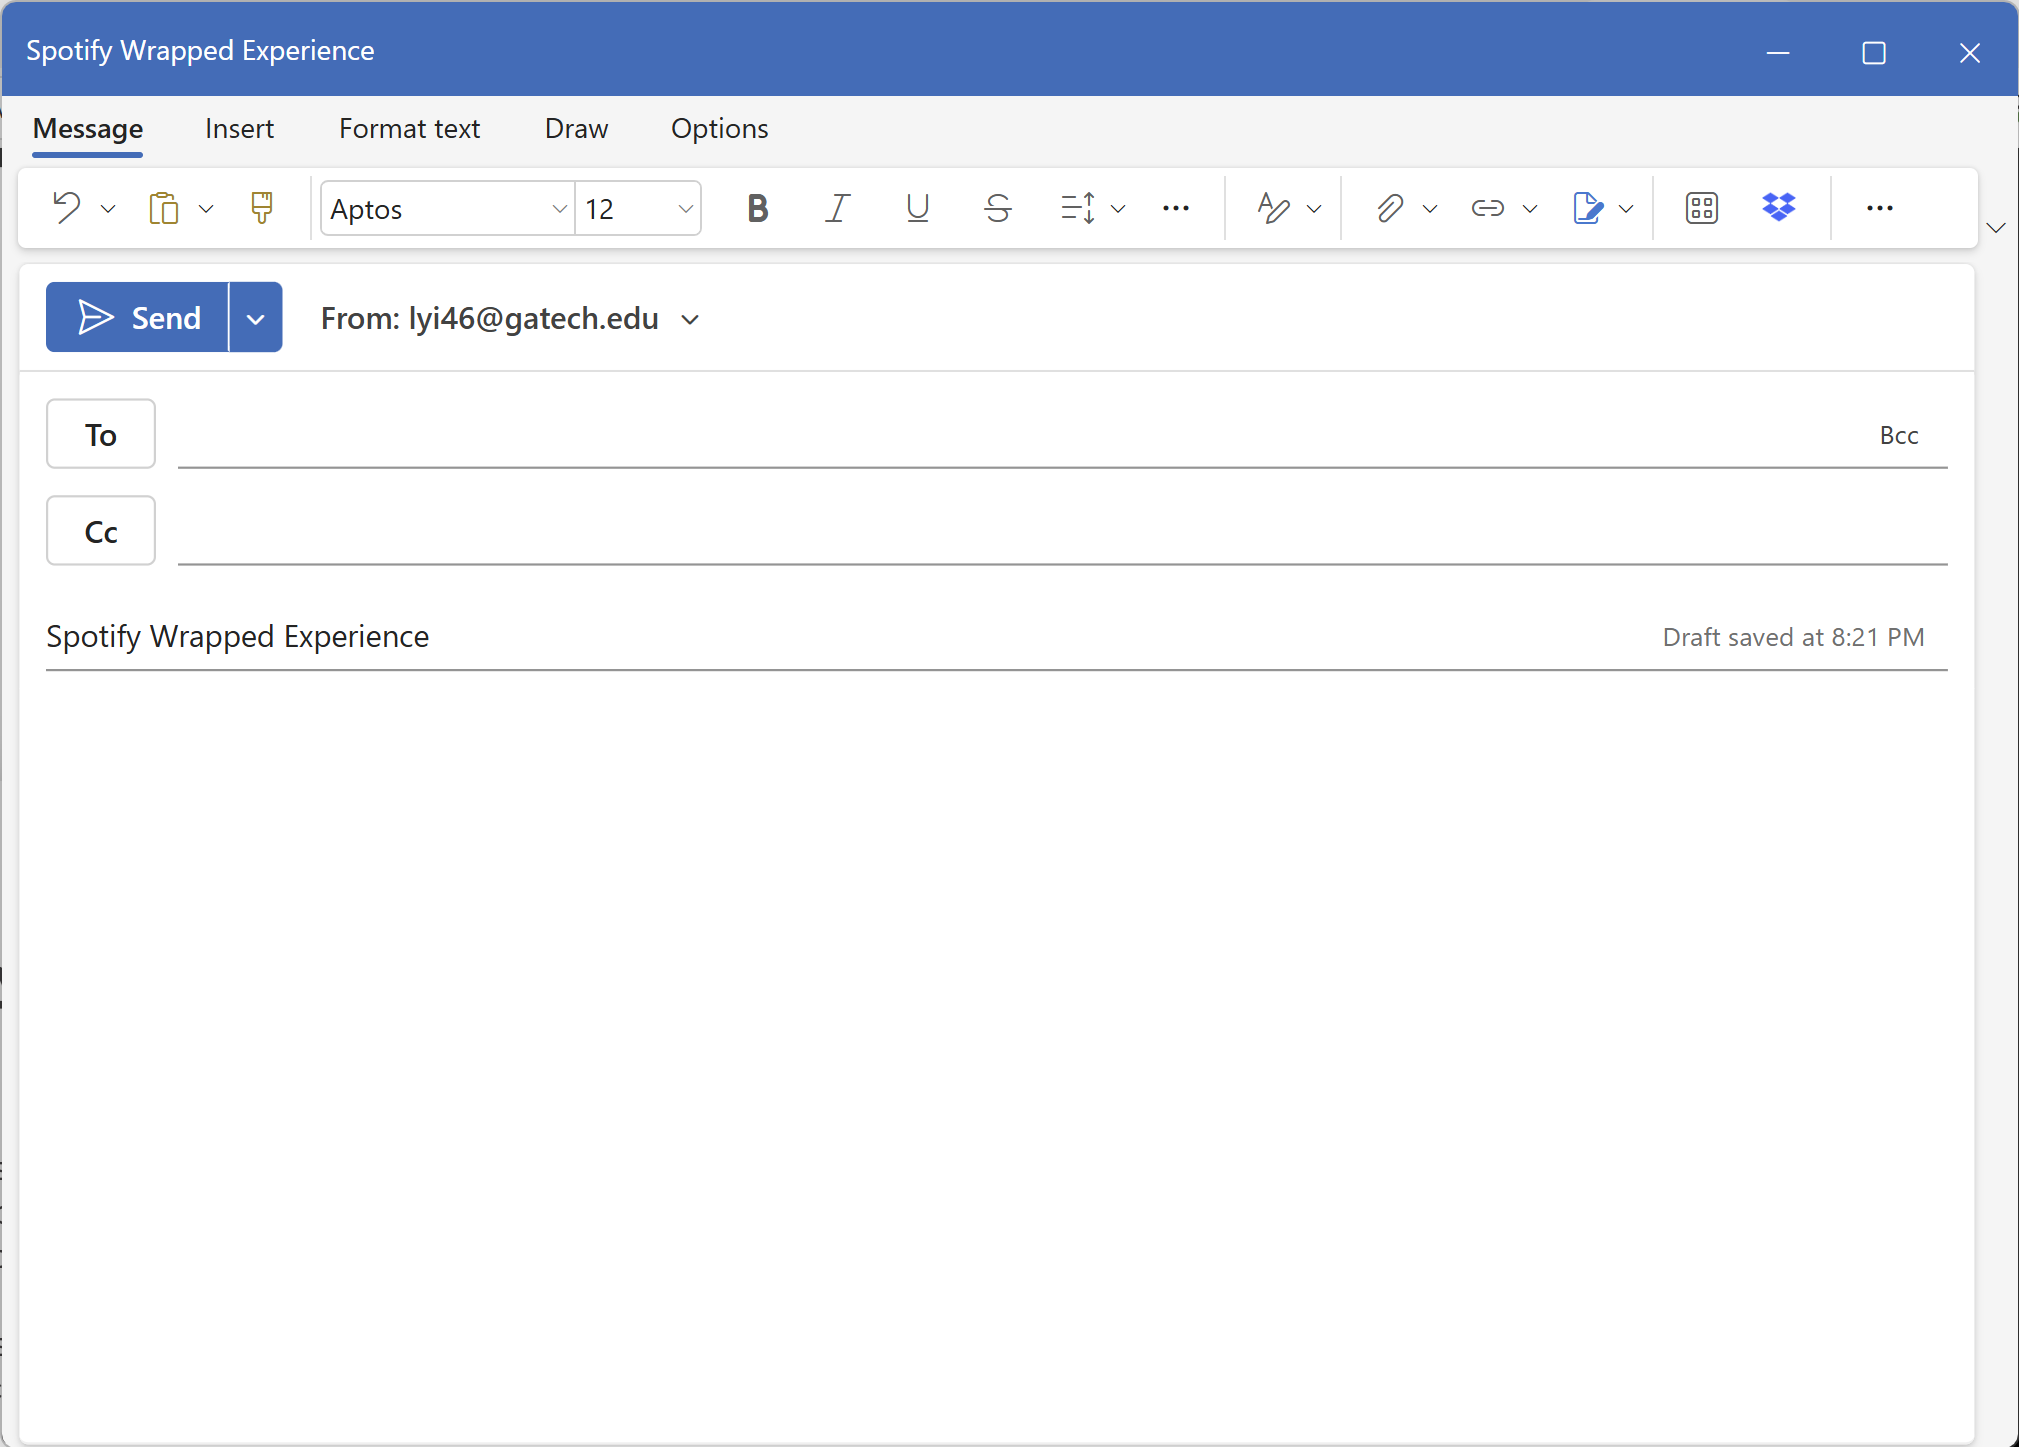 Spotify Wrapped Experience
Message Insert Format text Draw Options
Aptos 12 B I U S
Send From: lyi46@gatech.edu
To Bcc
Cc
Spotify Wrapped Experience Draft saved at 8:21 PM